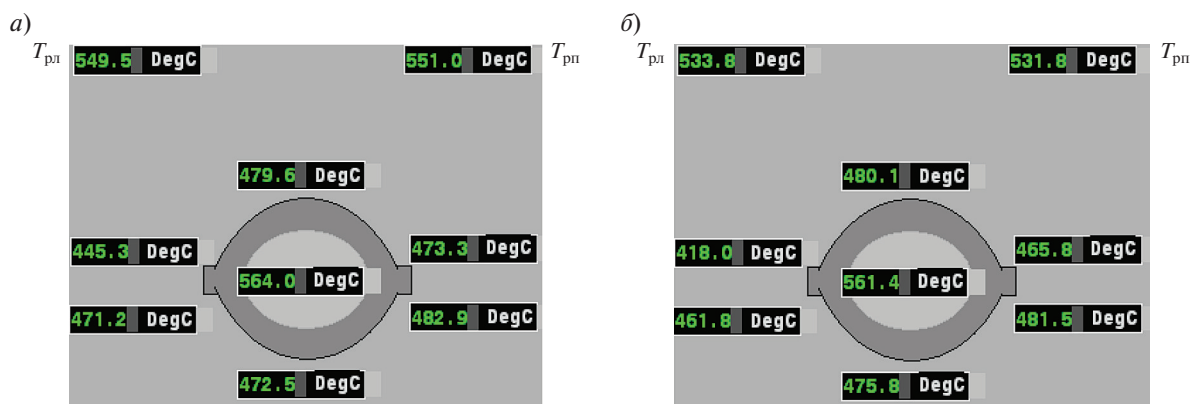 а)
б)
Tрл 549.5 DegC 551.0 DegC Tрп
Tрл 533.8 DegC 531.8 DegC Tрп
479.6 DegC
480.1 DegC
445.3 DegC 473.3 DegC
418.0 DegC 465.8 DegC
564.0 DegC
561.4 DegC
471.2 DegC 482.9 DegC
461.8 DegC 481.5 DegC
472.5 DegC
475.8 DegC